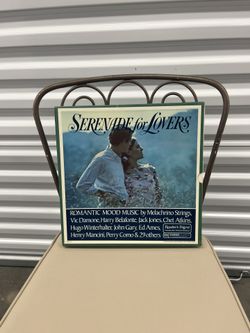 SERENADE for LOVERS
ROMANTIC MOOD MUSIC by Melachrino Strings,
Vic Damone, Harry Belafonte, Jack Jones, Chet Atkins,
Hugo Winterhalter, John Gary, Ed Ames,
Henry Mancini, Perry Como & 29 others
Reader's Digest